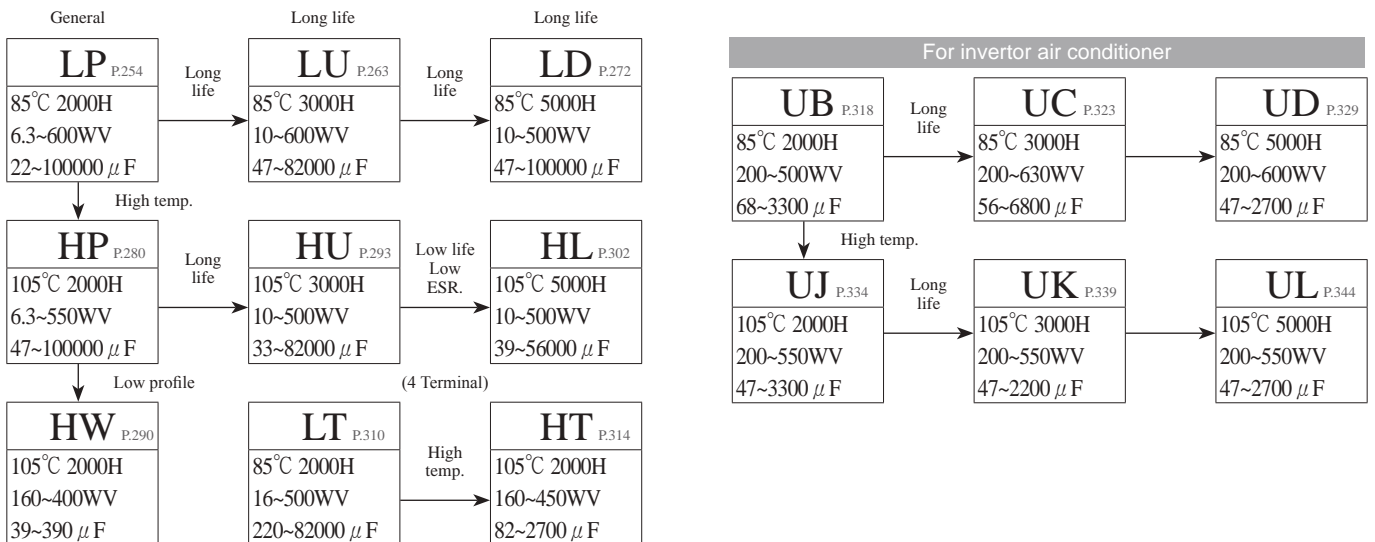 General
Long life
Long life
LP P.254
85℃ 2000H
6.3~600WV
22~100000 μF
Long
life
LU P.263
85℃ 3000H
10~600WV
47~82000 μF
Long
life
LD P.272
85℃ 5000H
10~500WV
47~100000 μF
High temp.
HP P.280
105℃ 2000H
6.3~550WV
47~100000 μF
Long
life
HU P.293
105℃ 3000H
10~500WV
33~82000 μF
Low life
Low
ESR.
HL P.302
105℃ 5000H
10~500WV
39~56000 μF
Low profile
(4 Terminal)
HW P.290
105℃ 2000H
160~400WV
39~390 μF
LT P.310
85℃ 2000H
16~500WV
220~82000 μF
High
temp.
HT P.314
105℃ 2000H
160~450WV
82~2700 μF
For invertor air conditioner
UB P.318
85℃ 2000H
200~500WV
68~3300 μF
Long
life
UC P.323
85℃ 3000H
200~630WV
56~6800 μF
UD P.329
85℃ 5000H
200~600WV
47~2700 μF
High temp.
UJ P.334
105℃ 2000H
200~550WV
47~3300 μF
Long
life
UK P.339
105℃ 3000H
200~550WV
47~2200 μF
UL P.344
105℃ 5000H
200~550WV
47~2700 μF